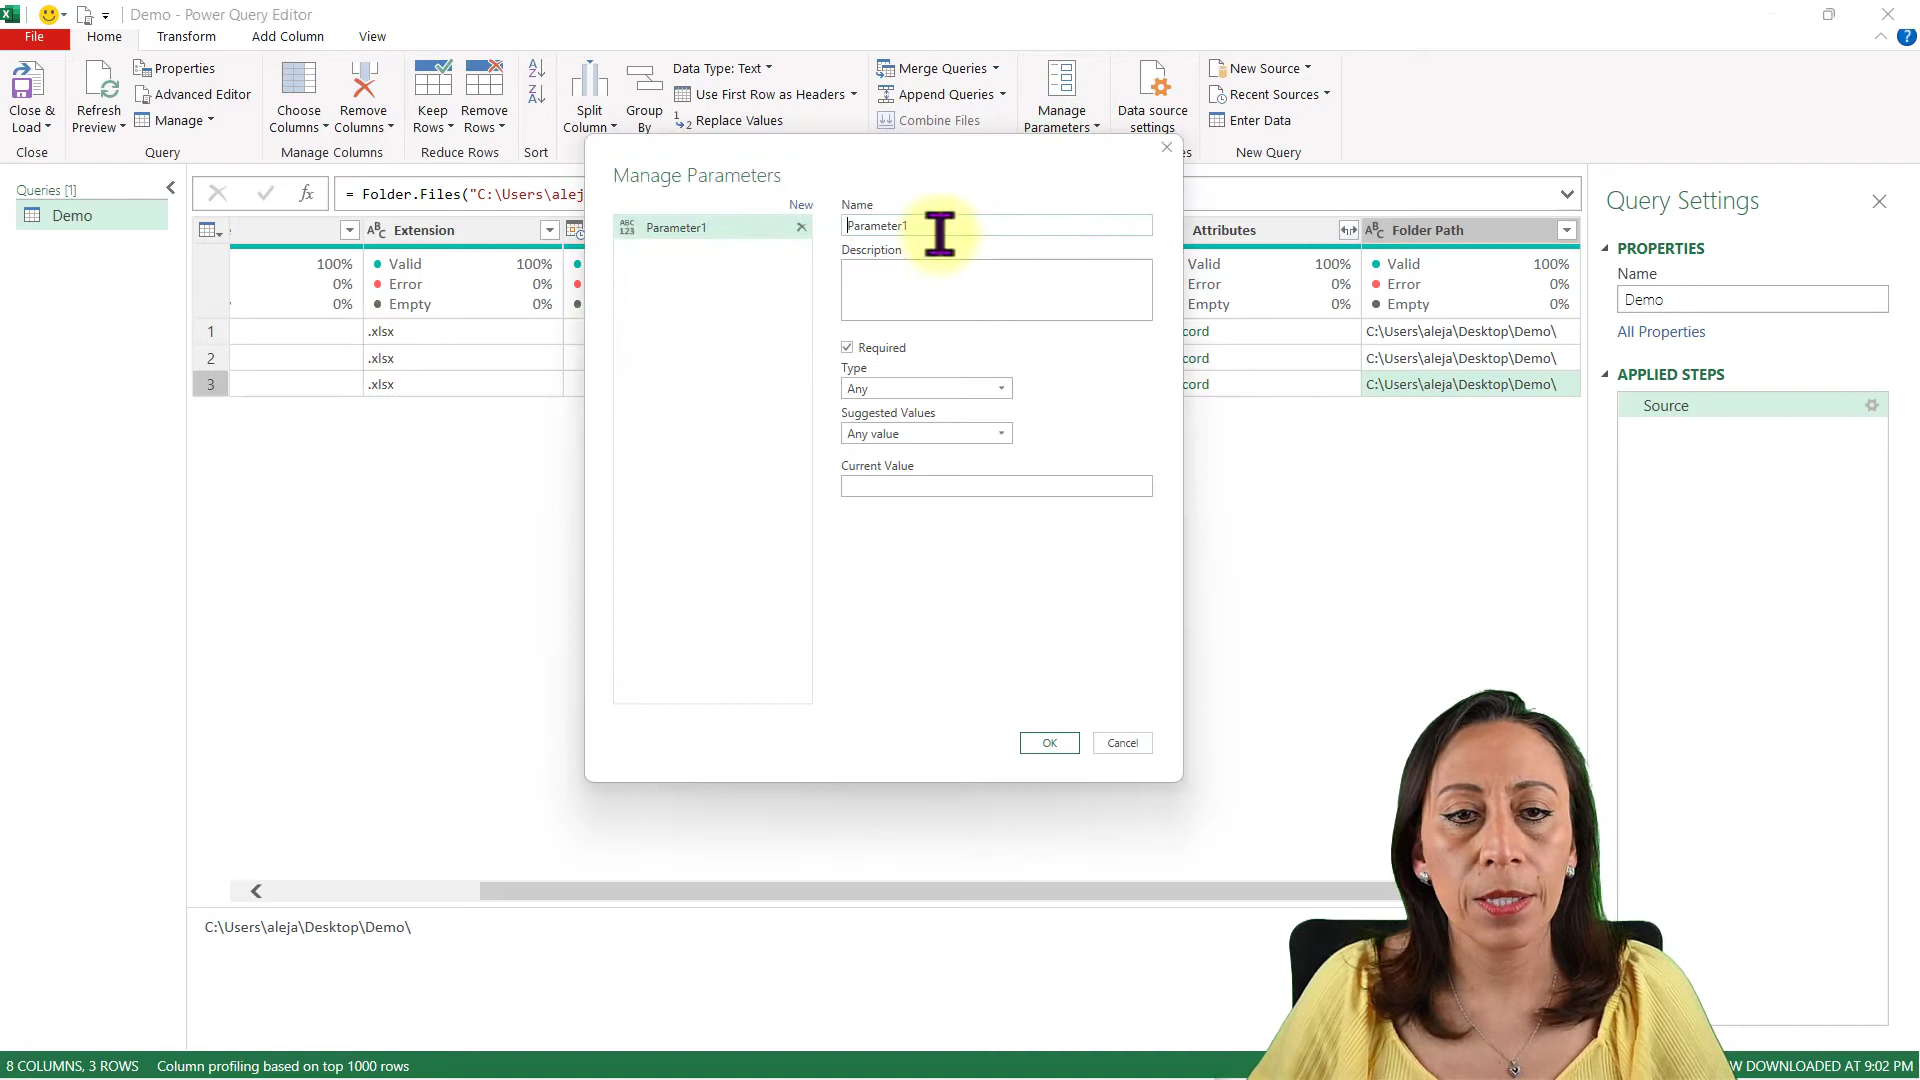 Demo - Power Query Editor
File Home Transform Add Column View
Close & Load
Refresh Preview
Properties
Advanced Editor
Manage
Choose Columns
Remove Columns
Keep Rows
Remove Rows
Split Column
Group By
Data Type: Text
Use First Row as Headers
Replace Values
Merge Queries
Append Queries
Combine Files
Manage Parameters
Data source settings
New Source
Recent Sources
Enter Data
Close Query Manage Columns Reduce Rows Sort New Query
Queries [1]
Demo
fx = Folder.Files("C:\Users\alej
Manage Parameters
New
ABC 123 Parameter1
Name
Parameter1
Description
Required
Type
Any
Suggested Values
Any value
Current Value
OK Cancel
ABC Extension Attributes ABC Folder Path
100% Valid 100% Valid 100% Valid 100%
0% Error 0% Error 0% Error 0%
0% Empty 0% Empty 0% Empty 0%
1 .xlsx cord C:\Users\aleja\Desktop\Demo\
2 .xlsx cord C:\Users\aleja\Desktop\Demo\
3 .xlsx cord C:\Users\aleja\Desktop\Demo\
C:\Users\aleja\Desktop\Demo\
Query Settings
PROPERTIES
Name
Demo
All Properties
APPLIED STEPS
Source
8 COLUMNS, 3 ROWS Column profiling based on top 1000 rows
W DOWNLOADED AT 9:02 PM